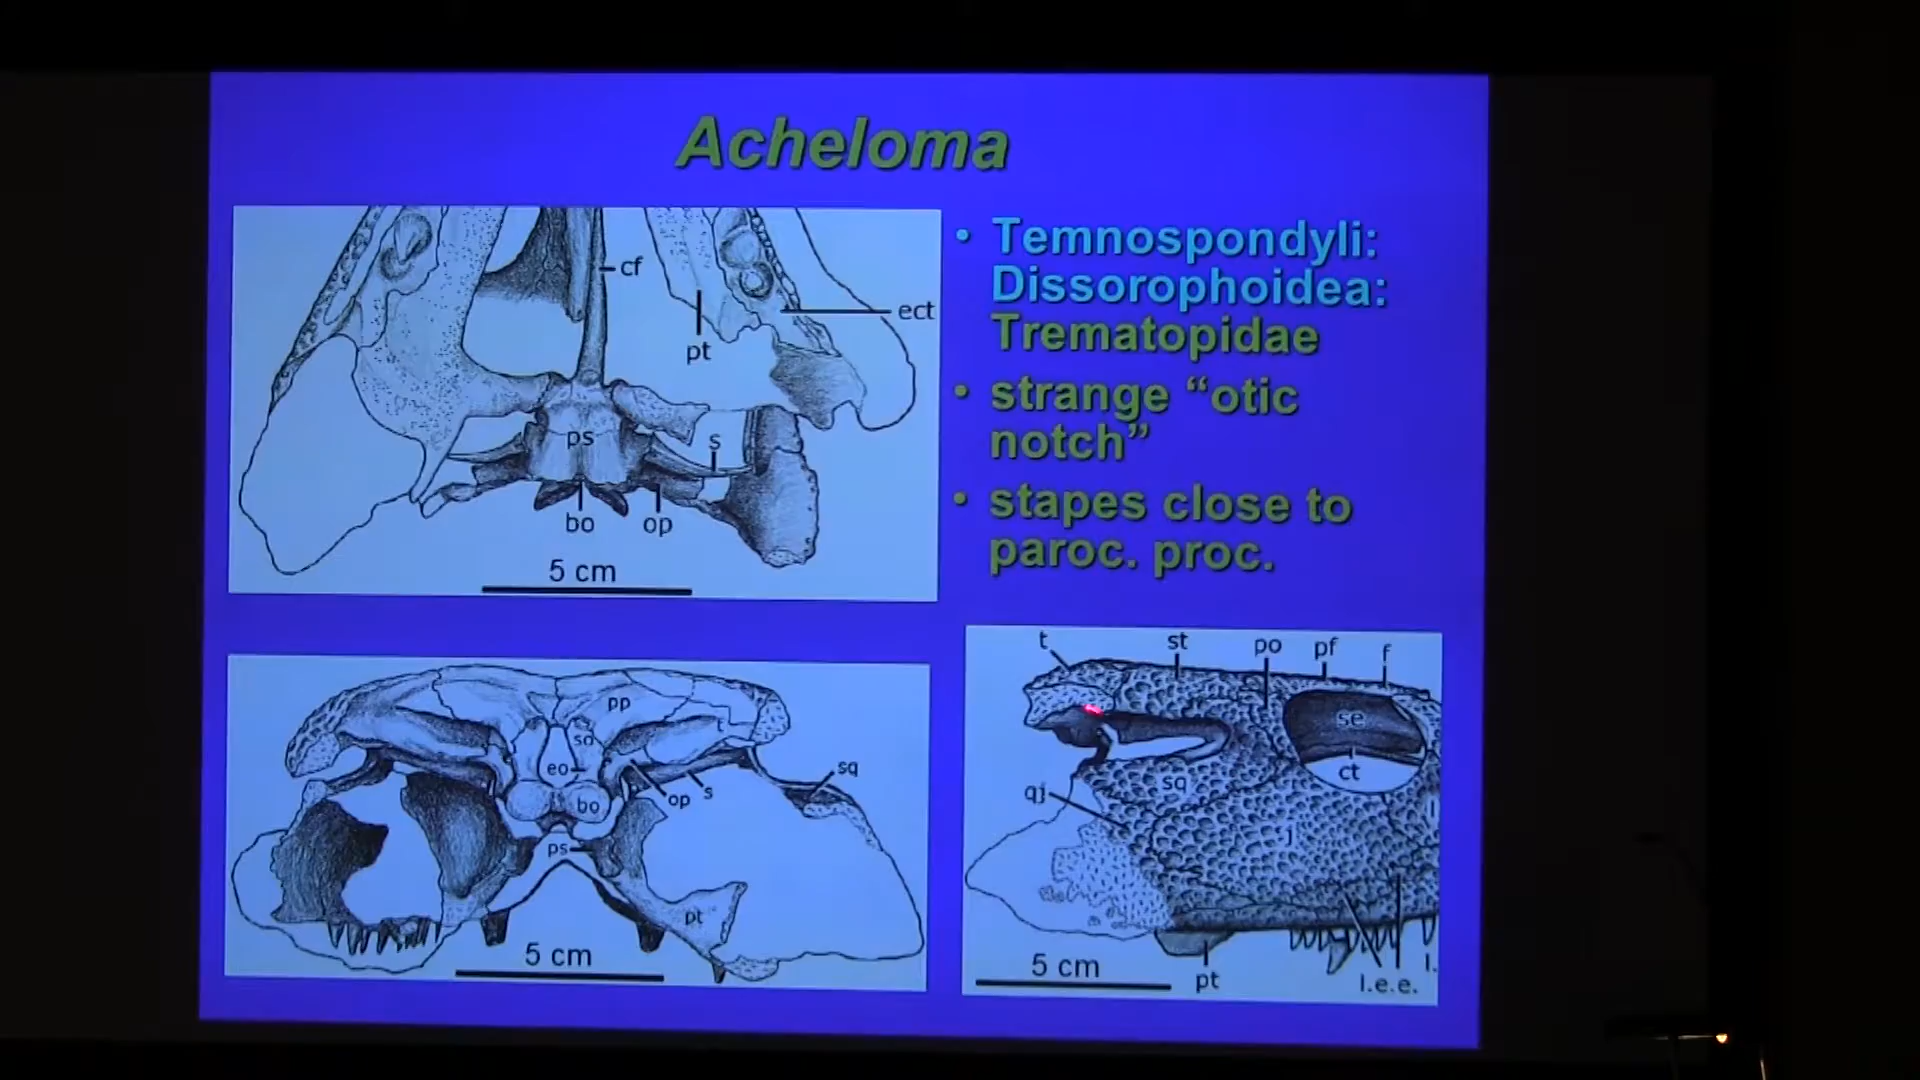 Acheloma
cf
ect
pt
ps
s
bo
op
5 cm
• Temnospondyli:
Dissorophoidea:
Trematopidae
• strange “otic
notch”
• stapes close to
paroc. proc.
pp
so
t
eo
sq
bo
op
s
ps
pt
5 cm
t
st
po
pf
f
se
ct
sq
qj
j
l
5 cm
pt
l.e.e.
l.